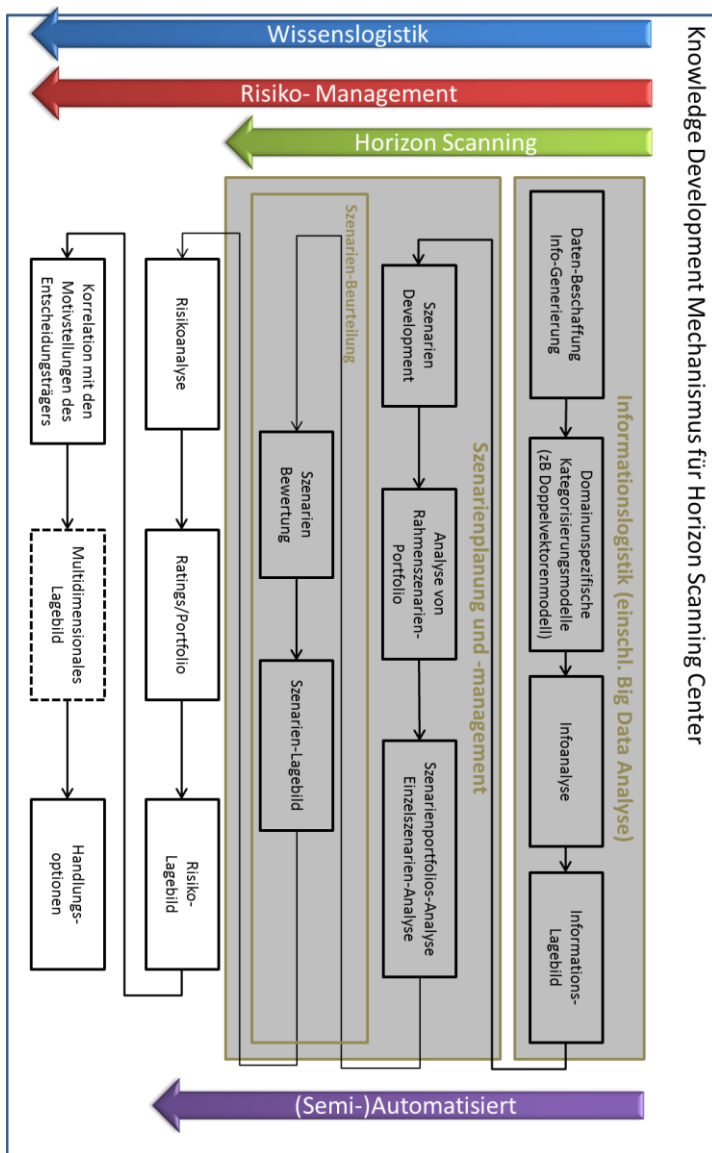 Knowledge Development Mechanismus für Horizon Scanning Center
Wissenslogistik
Risiko- Management
Horizon Scanning
Informationslogistik (einschl. Big Data Analyse)
Daten-Beschaffung
Info-Generierung
Domainunspezifische
Kategorisierungsmodelle
(zB Doppelvektorenmodell)
Infoanalyse
Informations-
Lagebild
Szenarienplanung und -management
Szenarien
Development
Analyse von
Rahmenszenarien-
Portfolio
Szenarienportfolios-Analyse
Einzelszenarien-Analyse
Szenarien-Beurteilung
Szenarien
Bewertung
Szenarien-Lagebild
Risikoanalyse
Ratings/Portfolio
Risiko-
Lagebild
Korrelation mit den
Motivstellungen des
Entscheidungsträgers
Multidimensionales
Lagebild
Handlungs-
optionen
(Semi-)Automatisiert